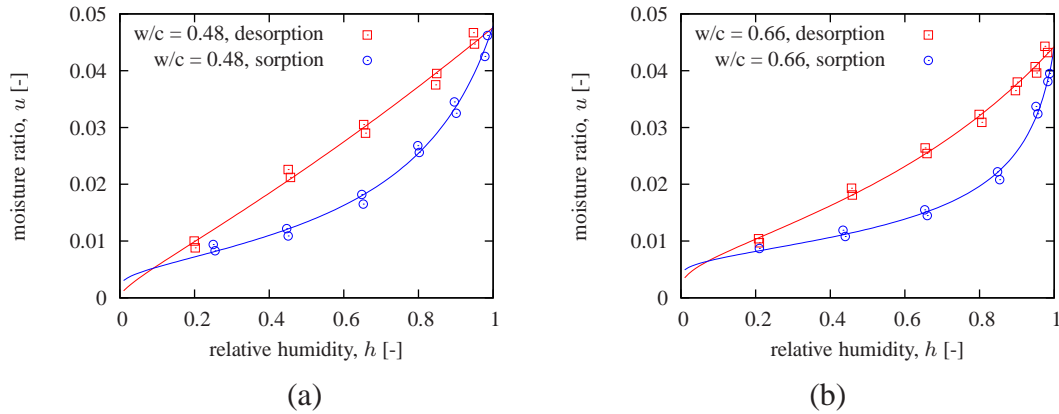 0.05
0.04
0.03
0.02
0.01
0
0 0.2 0.4 0.6 0.8 1
moisture ratio, u [-]
relative humidity, h [-]
w/c = 0.48, desorption
w/c = 0.48, sorption
(a)
0.05
0.04
0.03
0.02
0.01
0
0 0.2 0.4 0.6 0.8 1
moisture ratio, u [-]
relative humidity, h [-]
w/c = 0.66, desorption
w/c = 0.66, sorption
(b)